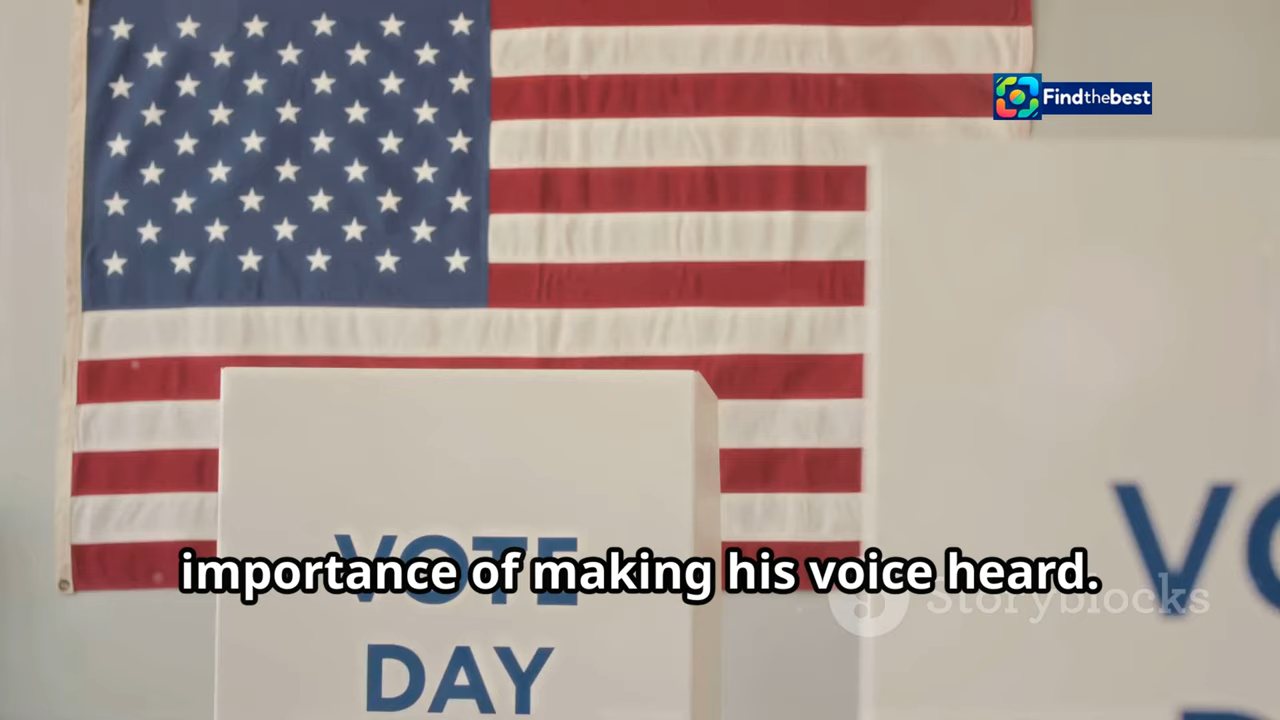 Findthebest
VOTE
importance of making his voice heard.
Storyblocks
VO
DAY